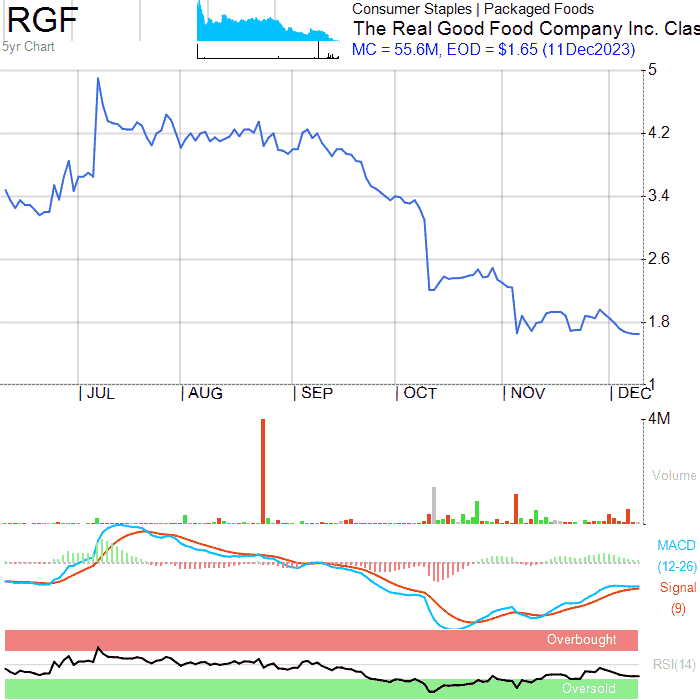 RGF
5yr Chart
Consumer Staples | Packaged Foods
The Real Good Food Company Inc. Clas
MC = 55.6M, EOD = $1.65 (11Dec2023)
5
4.2
3.4
2.6
1.8
1
JUL
AUG
SEP
OCT
NOV
DEC
4M
Volume
MACD
(12-26)
Signal
(9)
Overbought
RSI(14)
Oversold